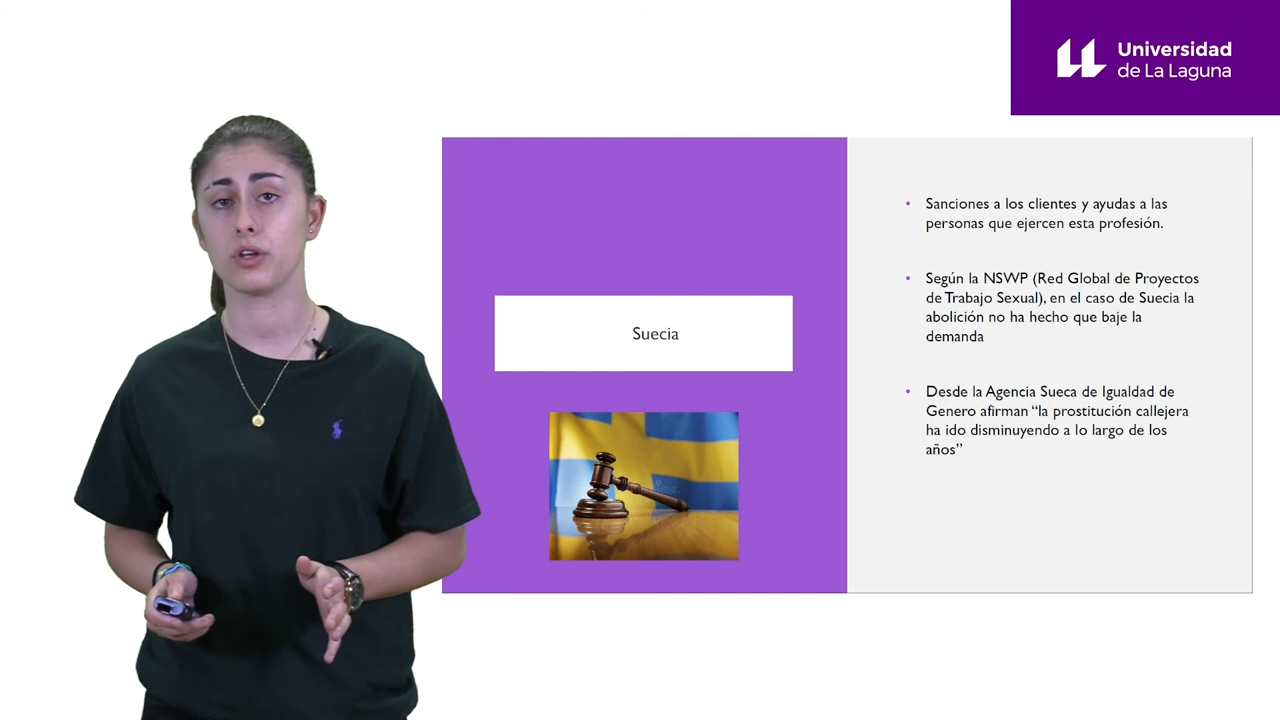 Universidad
de La Laguna
Suecia
• Sanciones a los clientes y ayudas a las
personas que ejercen esta profesión.
• Según la NSWP (Red Global de Proyectos
de Trabajo Sexual), en el caso de Suecia la
abolición no ha hecho que baje la
demanda
• Desde la Agencia Sueca de Igualdad de
Genero afirman “la prostitución callejera
ha ido disminuyendo a lo largo de los
años”